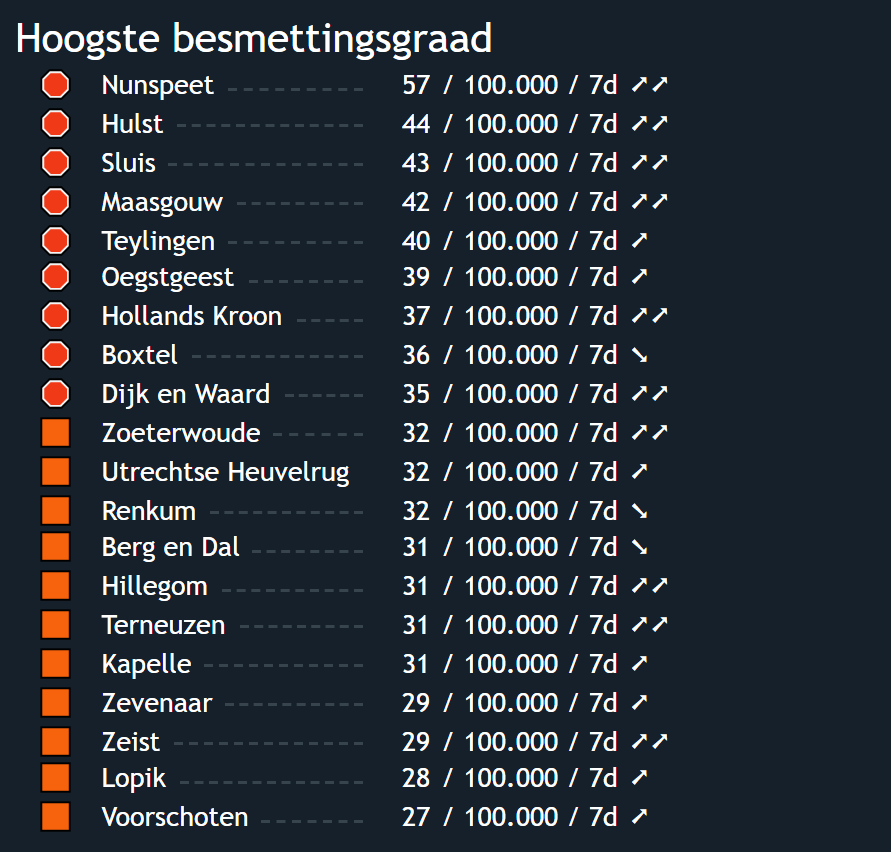 Hoogste besmettingsgraad
Nunspeet 57 / 100.000 / 7d ➚➚
Hulst 44 / 100.000 / 7d ➚➚
Sluis 43 / 100.000 / 7d ➚➚
Maasgouw 42 / 100.000 / 7d ➚➚
Teylingen 40 / 100.000 / 7d ➚
Oegstgeest 39 / 100.000 / 7d ➚
Hollands Kroon 37 / 100.000 / 7d ➚➚
Boxtel 36 / 100.000 / 7d ➘
Dijk en Waard 35 / 100.000 / 7d ➚➚
Zoeterwoude 32 / 100.000 / 7d ➚➚
Utrechtse Heuvelrug 32 / 100.000 / 7d ➚
Renkum 32 / 100.000 / 7d ➘
Berg en Dal 31 / 100.000 / 7d ➘
Hillegom 31 / 100.000 / 7d ➚➚
Terneuzen 31 / 100.000 / 7d ➚➚
Kapelle 31 / 100.000 / 7d ➚
Zevenaar 29 / 100.000 / 7d ➚
Zeist 29 / 100.000 / 7d ➚➚
Lopik 28 / 100.000 / 7d ➚
Voorschoten 27 / 100.000 / 7d ➚